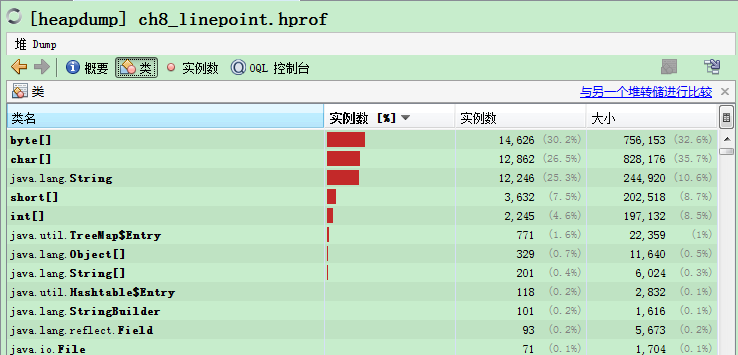 [heapdump] ch8_linepoint.hprof
堆 Dump
概要 类 实例数 OQL 控制台
类 与另一个堆转储进行比较
类名 实例数 [%] 实例数 大小
byte[] 14,626 (30.2%) 756,153 (32.6%)
char[] 12,862 (26.5%) 828,176 (35.7%)
java.lang.String 12,246 (25.3%) 244,920 (10.6%)
short[] 3,632 (7.5%) 202,518 (8.7%)
int[] 2,245 (4.6%) 197,132 (8.5%)
java.util.TreeMap$Entry 771 (1.6%) 22,359 (1%)
java.lang.Object[] 329 (0.7%) 11,640 (0.5%)
java.lang.String[] 201 (0.4%) 6,024 (0.3%)
java.util.Hashtable$Entry 118 (0.2%) 2,832 (0.1%)
java.lang.StringBuilder 101 (0.2%) 1,616 (0.1%)
java.lang.reflect.Field 93 (0.2%) 5,673 (0.2%)
java.io.File 71 (0.1%) 1,704 (0.1%)